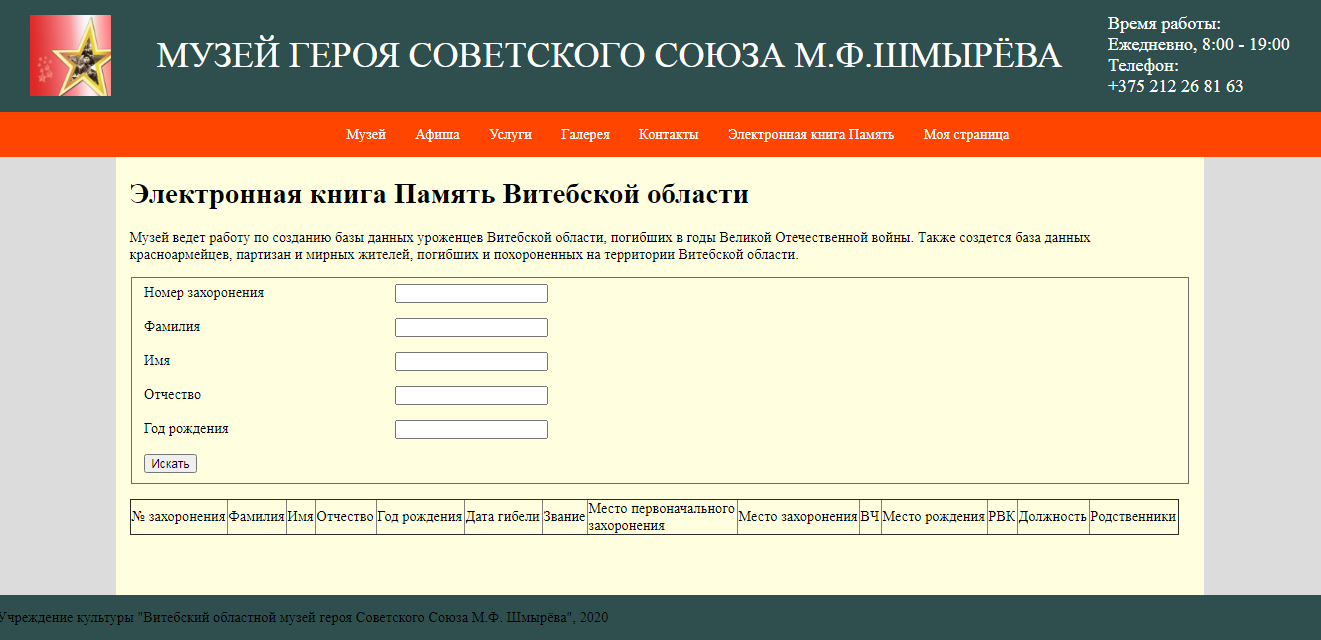 МУЗЕЙ ГЕРОЯ СОВЕТСКОГО СОЮЗА М.Ф.ШМЫРЁВА
Время работы:
Ежедневно, 8:00 - 19:00
Телефон:
+375 212 26 81 63
Музей Афиша Услуги Галерея Контакты Электронная книга Память Моя страница
Электронная книга Память Витебской области
Музей ведет работу по созданию базы данных уроженцев Витебской области, погибших в годы Великой Отечественной войны. Также создется база данных
красноармейцев, партизан и мирных жителей, погибших и похороненных на территории Витебской области.
Номер захоронения
Фамилия
Имя
Отчество
Год рождения
Искать
№ захоронения Фамилия Имя Отчество Год рождения Дата гибели Звание Место первоначального
захоронения Место захоронения ВЧ Место рождения РВК Должность Родственники
Учреждение культуры "Витебский областной музей героя Советского Союза М.Ф. Шмырёва", 2020